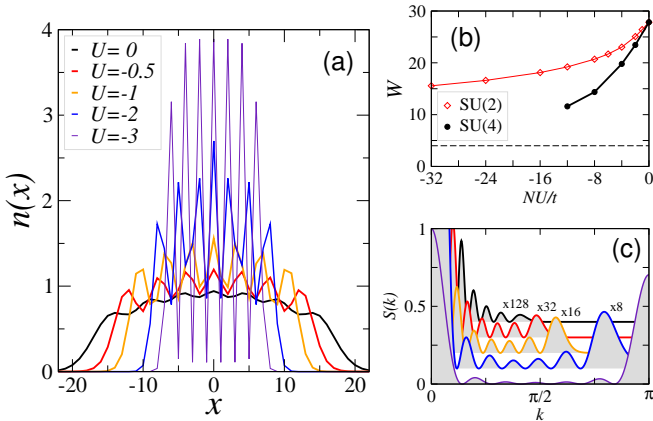 4
3
2
1
0
n(x)
U= 0
U= -0.5
U= -1
U= -2
U= -3
(a)
-20 -10 0 10 20
x
(b)
30
20
10
0
W
SU(2)
SU(4)
-32 -24 -16 -8 0
NU/t
(c)
1
0.5
0
S(k)
x128 x32 x16 x8
0 π/2 π
k